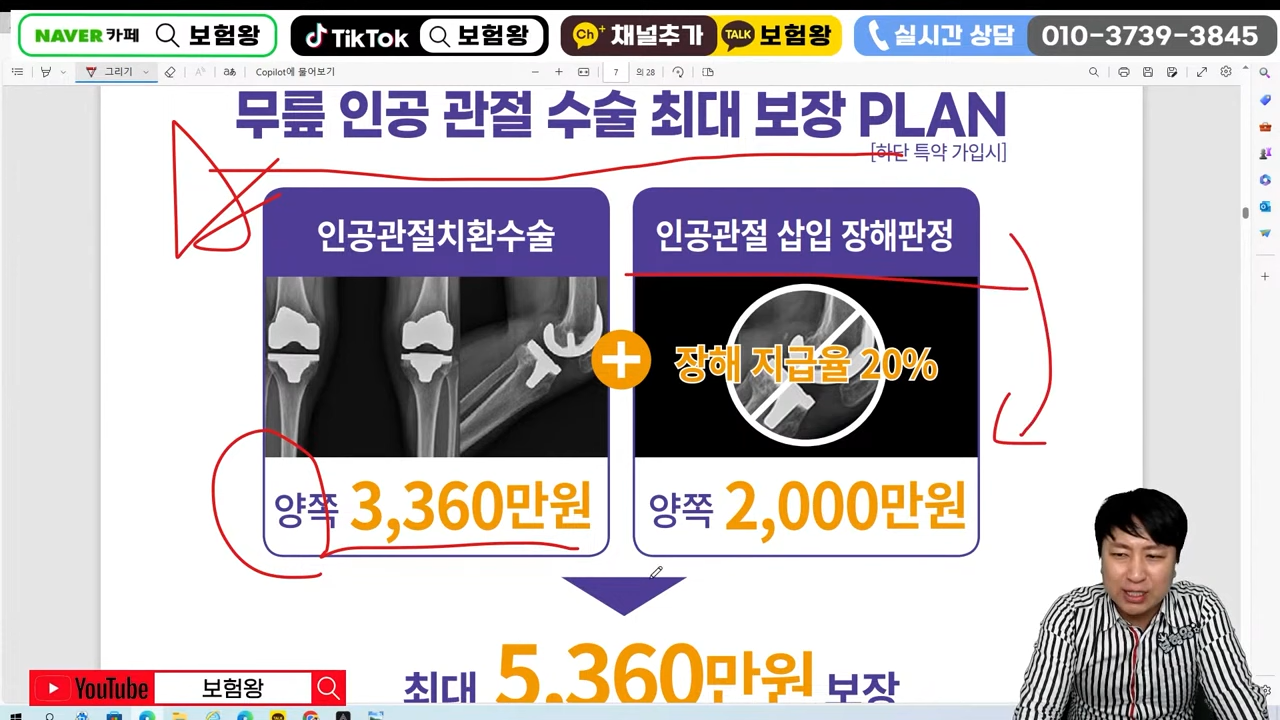 NAVER 카페 보험왕
TikTok 보험왕
Ch+ 채널추가 TALK 보험왕
실시간 상담 010-3739-3845
그리기 aあ Copilot에 물어보기 7 의 28
무릎 인공 관절 수술 최대 보장 PLAN
[하단 특약 가입시]
인공관절치환수술
양쪽 3,360만원
인공관절 삽입 장해판정
장해 지급율 20%
양쪽 2,000만원
최대 5,360만원 보장
YouTube 보험왕